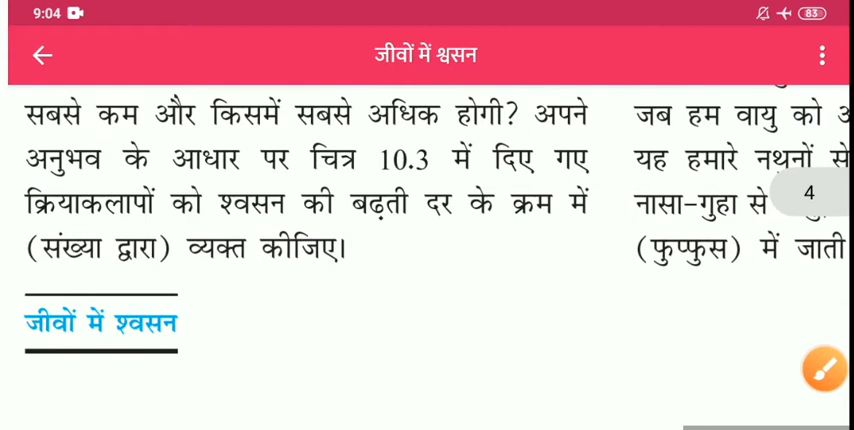 9:04
83
जीवों में श्वसन
सबसे कम और किसमें सबसे अधिक होगी? अपने
अनुभव के आधार पर चित्र 10.3 में दिए गए
क्रियाकलापों को श्वसन की बढ़ती दर के क्रम में
(संख्या द्वारा) व्यक्त कीजिए।
जीवों में श्वसन
जब हम वायु को
यह हमारे नथुनों से
नासा-गुहा से
(फुप्फुस) में जाती
4